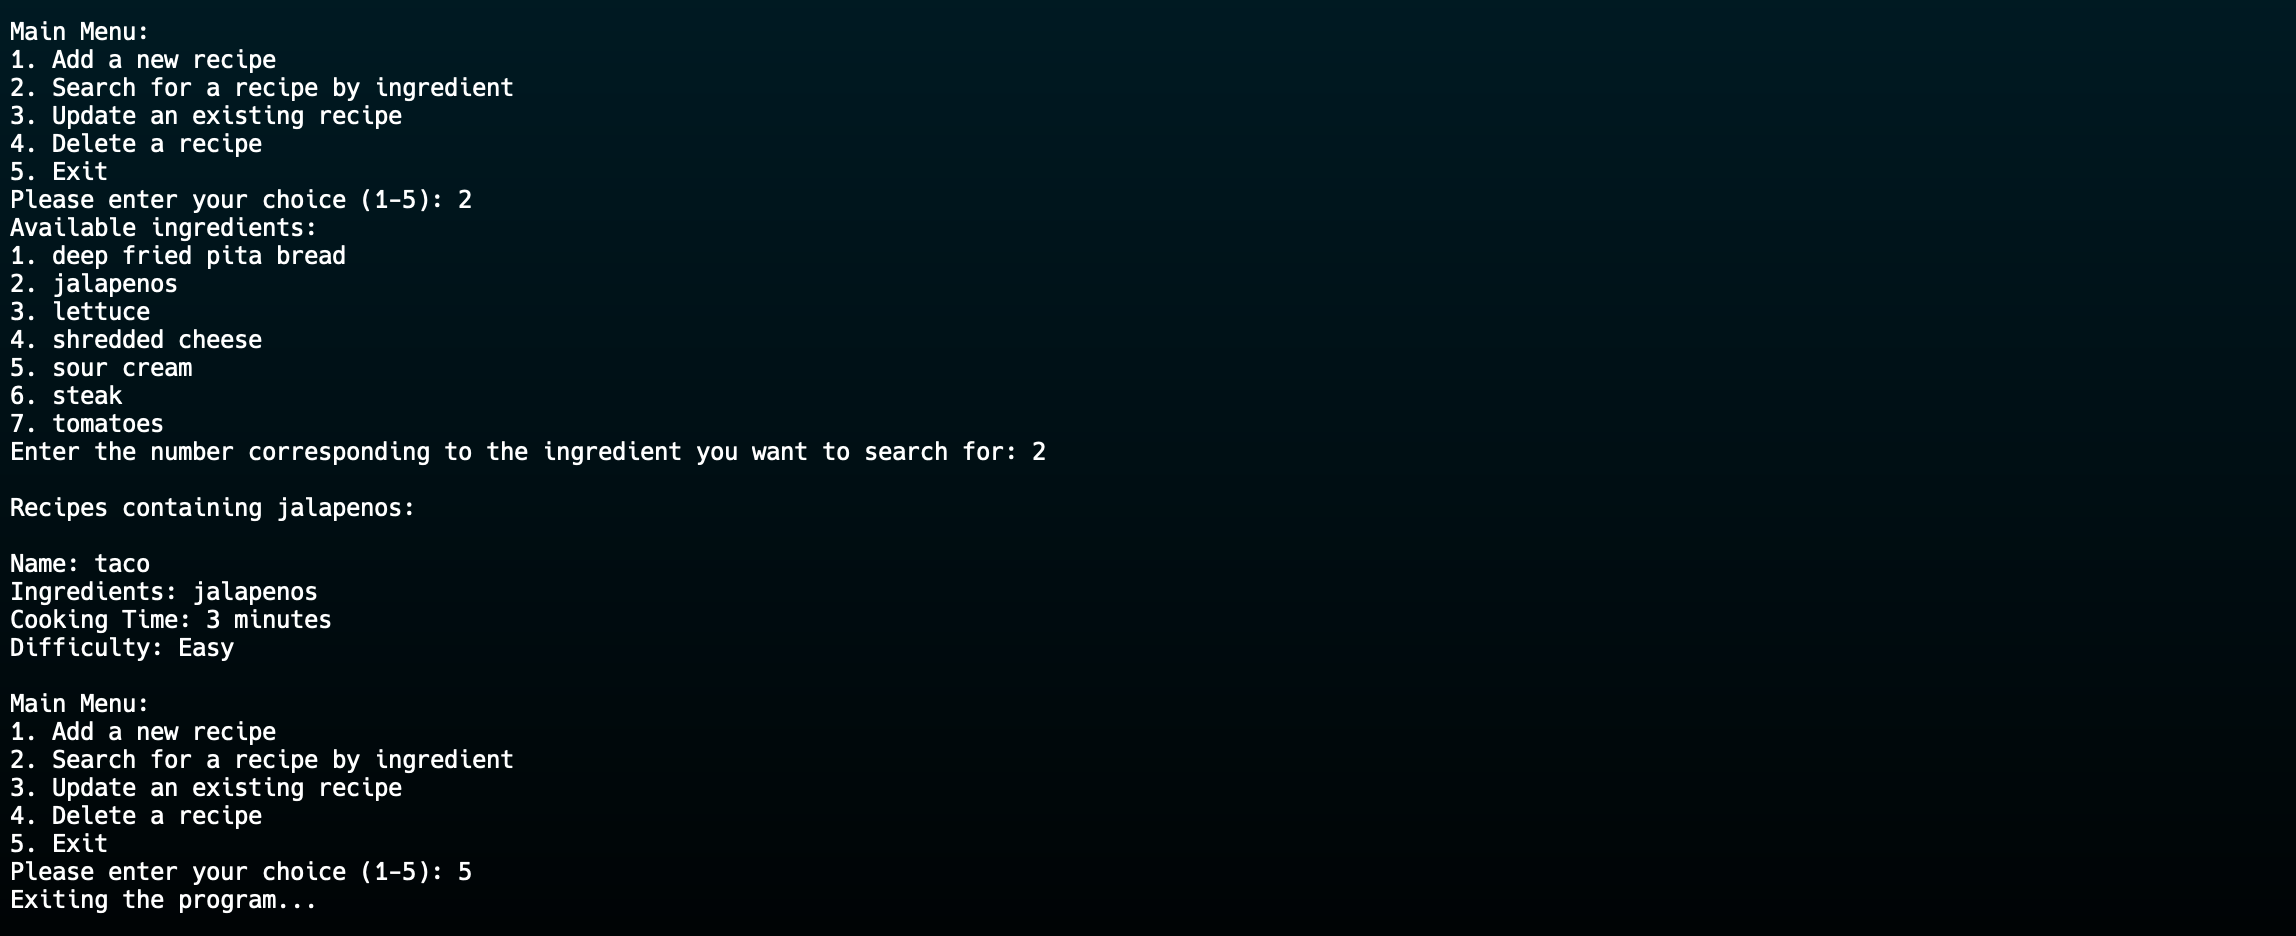 Main Menu:
1. Add a new recipe
2. Search for a recipe by ingredient
3. Update an existing recipe
4. Delete a recipe
5. Exit
Please enter your choice (1-5): 2
Available ingredients:
1. deep fried pita bread
2. jalapenos
3. lettuce
4. shredded cheese
5. sour cream
6. steak
7. tomatoes
Enter the number corresponding to the ingredient you want to search for: 2
Recipes containing jalapenos:
Name: taco
Ingredients: jalapenos
Cooking Time: 3 minutes
Difficulty: Easy
Main Menu:
1. Add a new recipe
2. Search for a recipe by ingredient
3. Update an existing recipe
4. Delete a recipe
5. Exit
Please enter your choice (1-5): 5
Exiting the program...